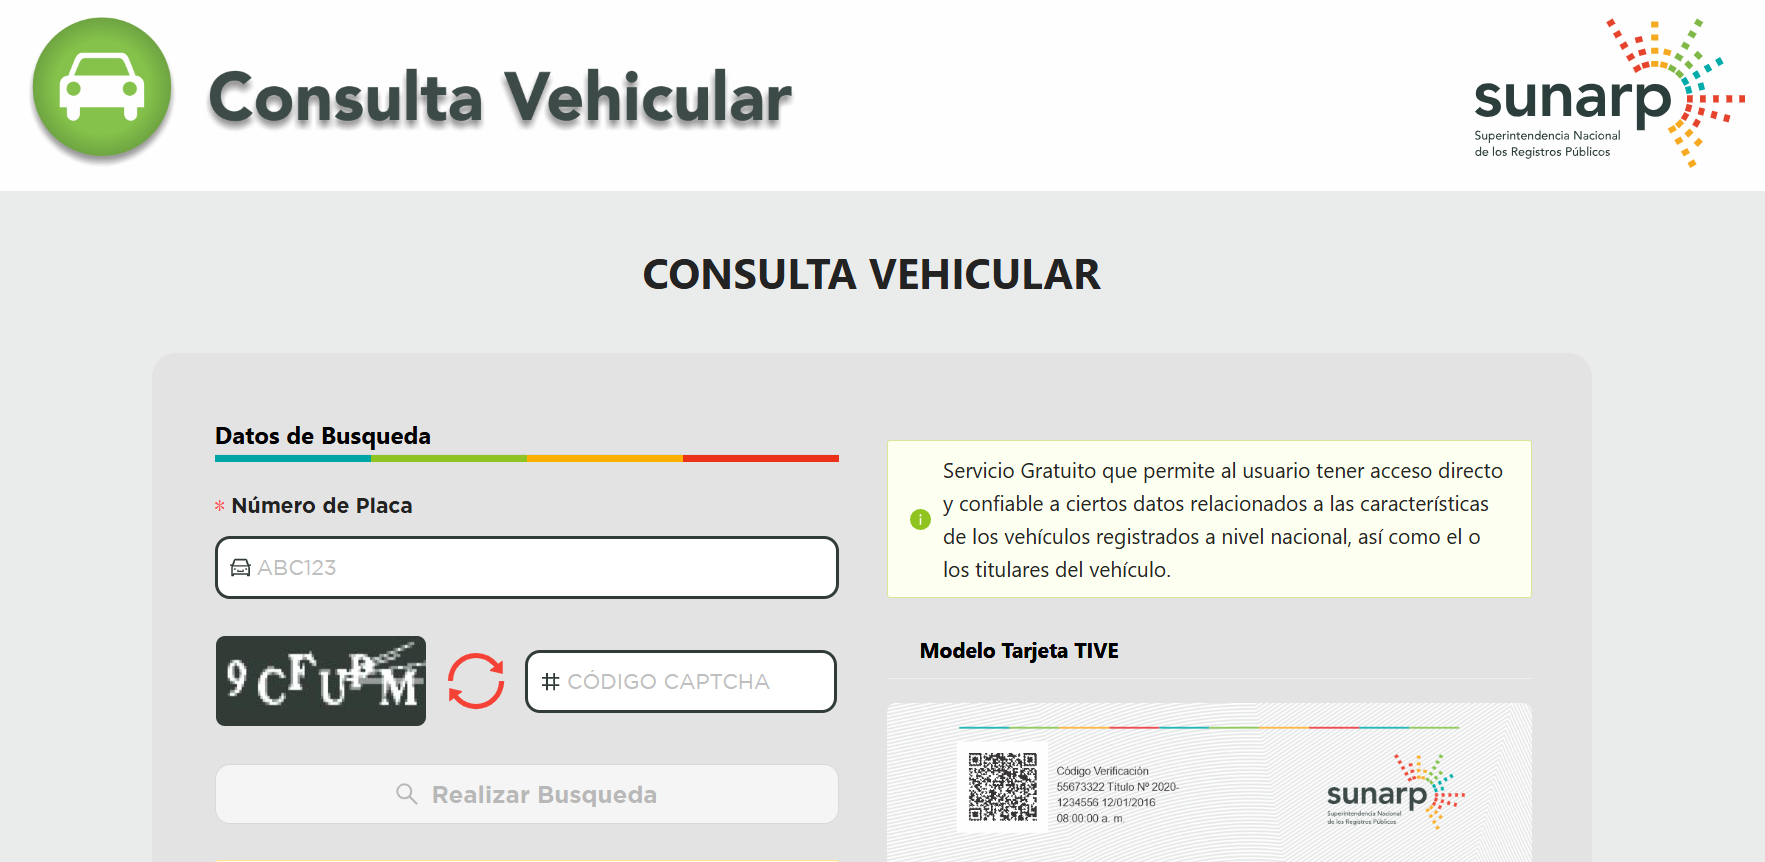 Consulta Vehicular
sunarp
Superintendencia Nacional
de los Registros Públicos
CONSULTA VEHICULAR
Datos de Busqueda
* Número de Placa
ABC123
9CFUPM
# CÓDIGO CAPTCHA
Realizar Busqueda
Servicio Gratuito que permite al usuario tener acceso directo
y confiable a ciertos datos relacionados a las características
de los vehículos registrados a nivel nacional, así como el o
los titulares del vehículo.
Modelo Tarjeta TIVE
Código Verificación
55673322 Título Nº 2020-
1234556 12/01/2016
08:00:00 a. m.
sunarp
Superintendencia Nacional
de los Registros Públicos